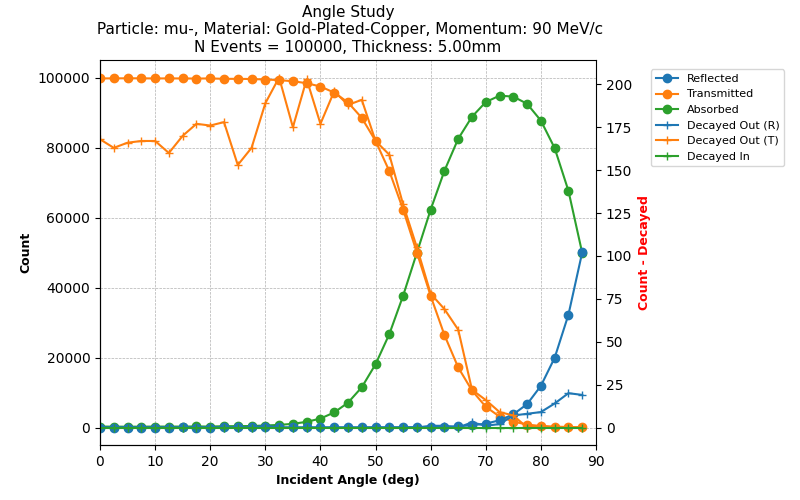 Angle Study
Particle: mu-, Material: Gold-Plated-Copper, Momentum: 90 MeV/c
N Events = 100000, Thickness: 5.00mm
100000
80000
60000
40000
20000
0
Count
0 10 20 30 40 50 60 70 80 90
Incident Angle (deg)
200
175
150
125
100
75
50
25
0
Count - Decayed
Reflected
Transmitted
Absorbed
Decayed Out (R)
Decayed Out (T)
Decayed In